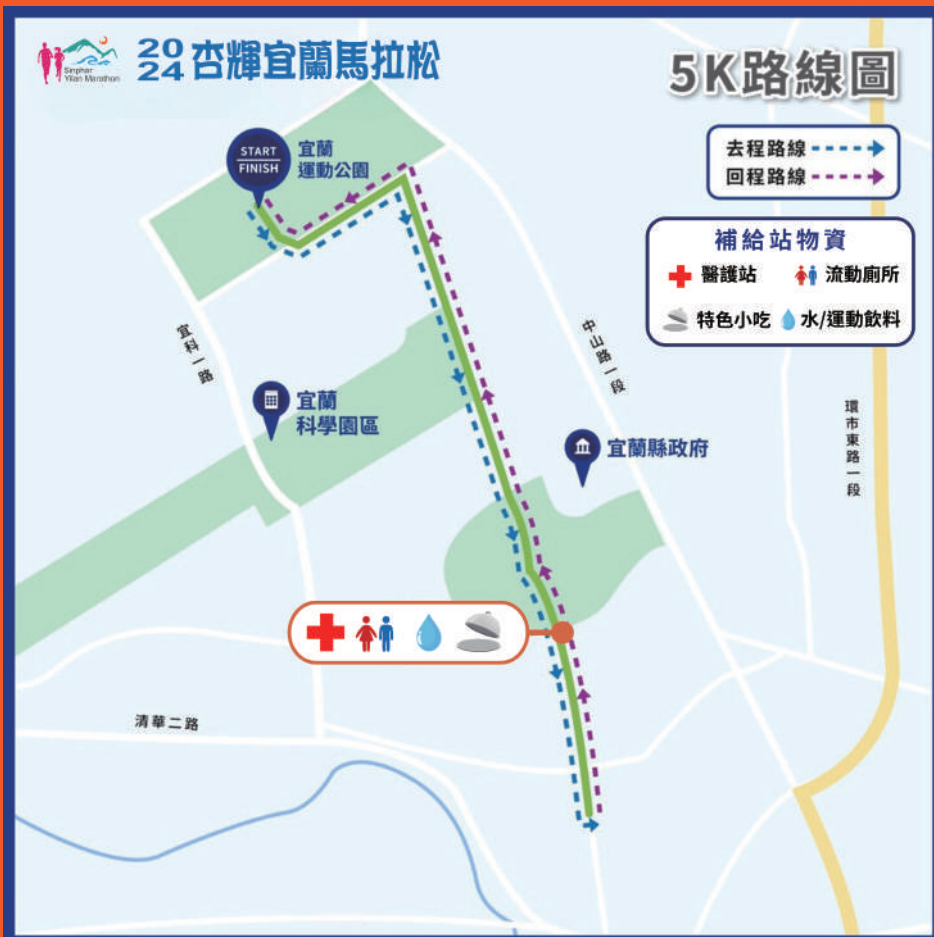 Sinphar
Yilan Marathon
2024 杏輝宜蘭馬拉松
5K路線圖
去程路線
回程路線
補給站物資
醫護站
流動廁所
特色小吃
水/運動飲料
START
FINISH
宜蘭
運動公園
宜科一路
中山路一段
環市東路一段
宜蘭
科學園區
宜蘭縣政府
清華二路